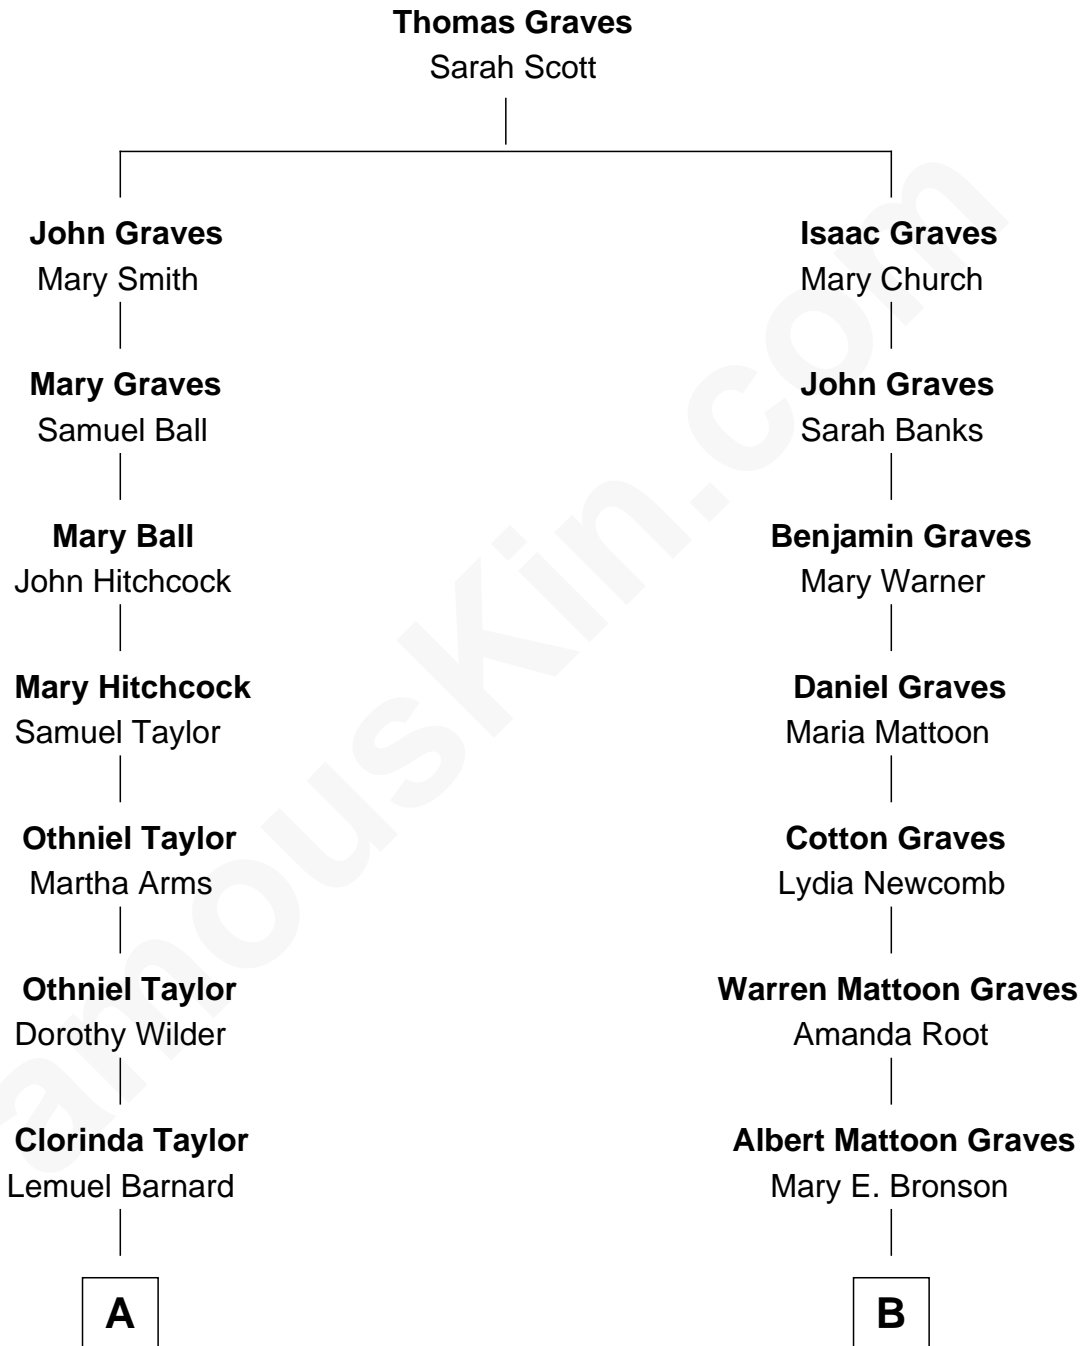 Thomas Graves
Sarah Scott
John Graves
Mary Smith
Mary Graves
Samuel Ball
Mary Ball
John Hitchcock
Mary Hitchcock
Samuel Taylor
Othniel Taylor
Martha Arms
Othniel Taylor
Dorothy Wilder
Clorinda Taylor
Lemuel Barnard
A
Isaac Graves
Mary Church
John Graves
Sarah Banks
Benjamin Graves
Mary Warner
Daniel Graves
Maria Mattoon
Cotton Graves
Lydia Newcomb
Warren Mattoon Graves
Amanda Root
Albert Mattoon Graves
Mary E. Bronson
B
amouskin.com